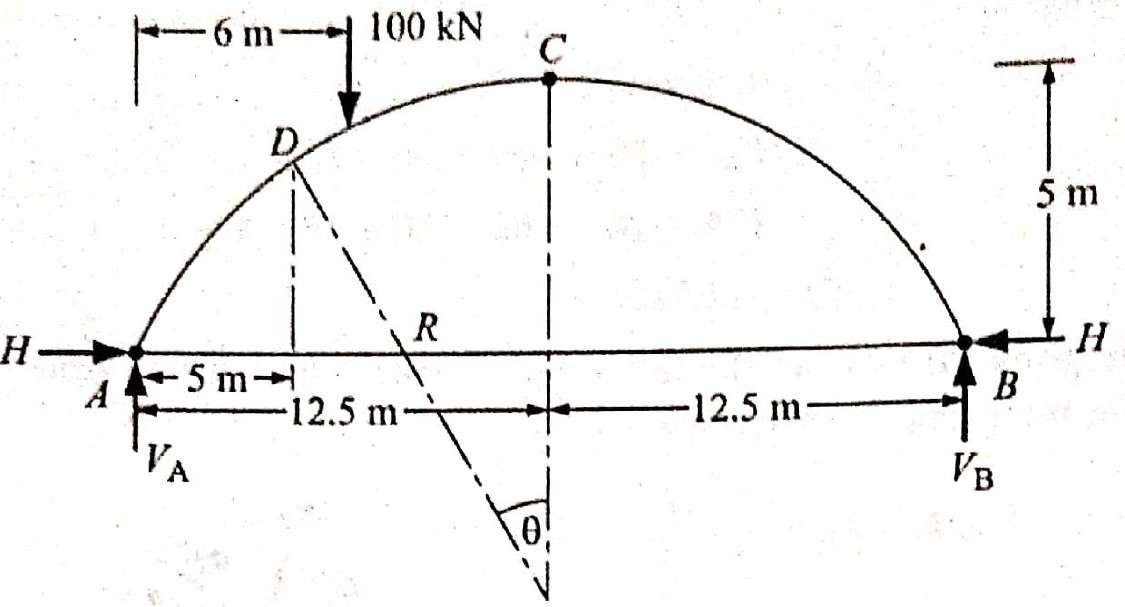 6 m 100 kN
C
D
5 m
R
H H
A 5 m B
12.5 m 12.5 m
V_A V_B
θ